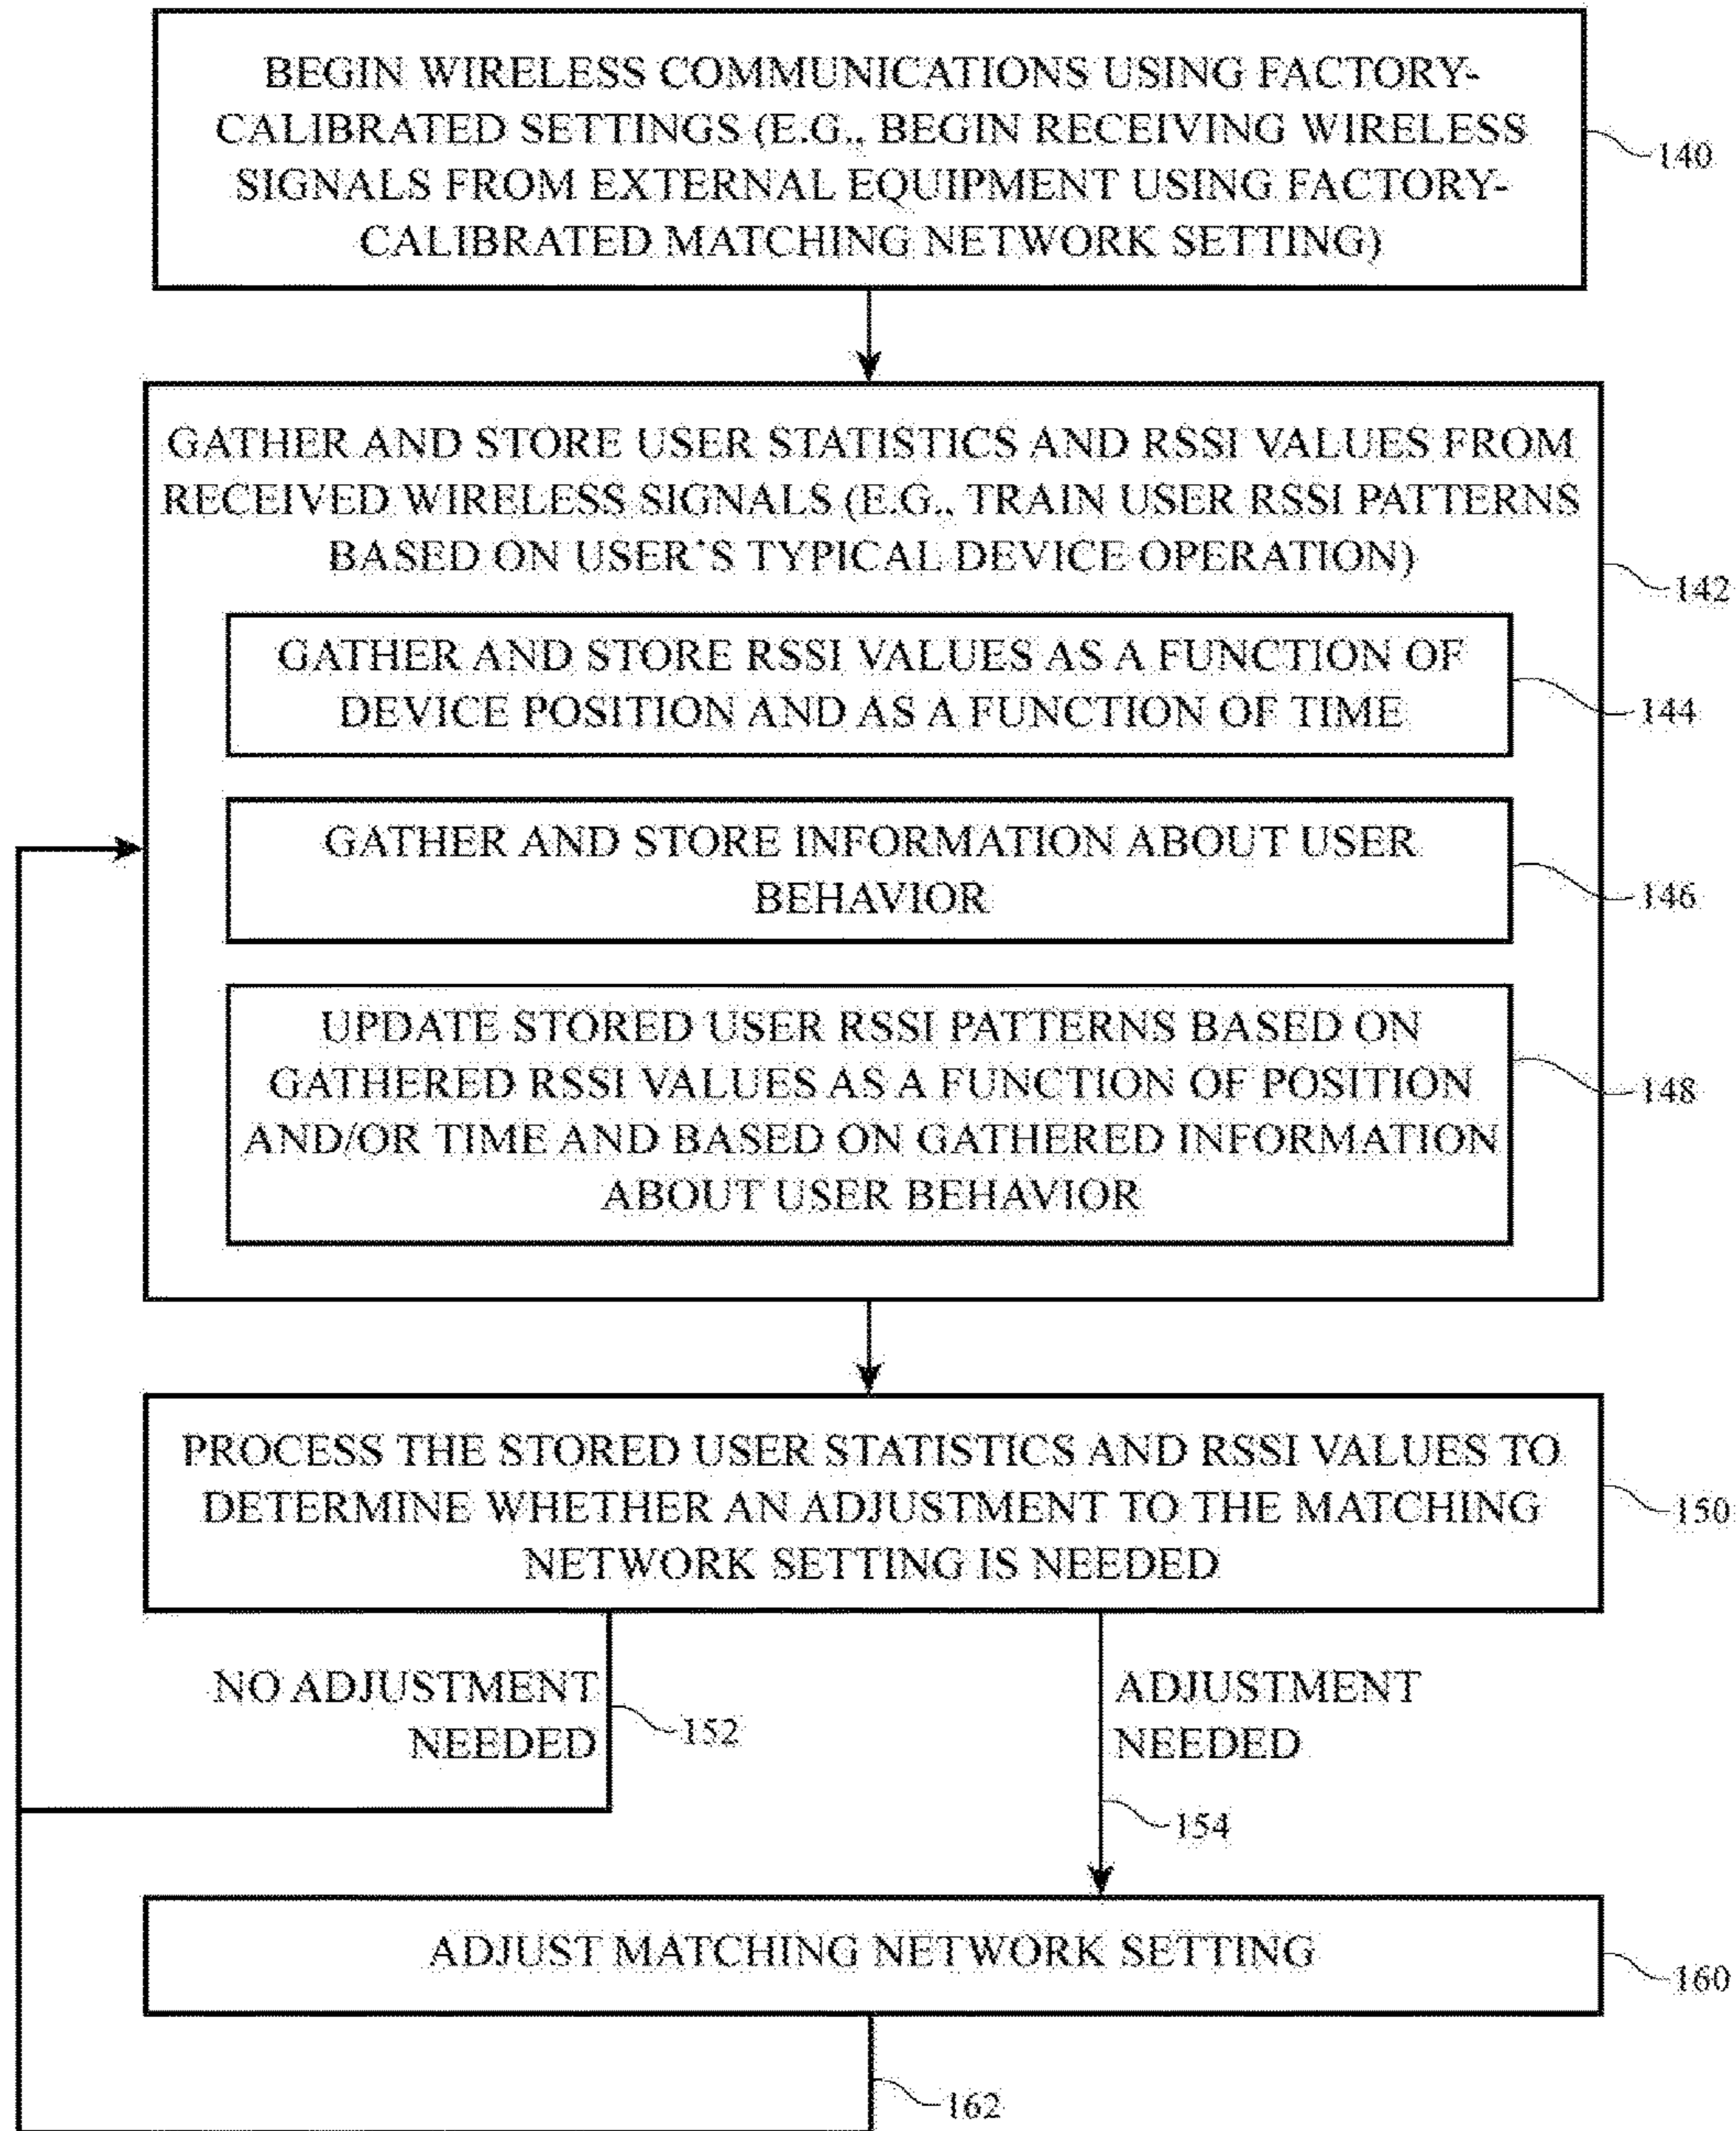 BEGIN WIRELESS COMMUNICATIONS USING FACTORY-
CALIBRATED SETTINGS (E.G., BEGIN RECEIVING WIRELESS
SIGNALS FROM EXTERNAL EQUIPMENT USING FACTORY-
CALIBRATED MATCHING NETWORK SETTING)
140
GATHER AND STORE USER STATISTICS AND RSSI VALUES FROM
RECEIVED WIRELESS SIGNALS (E.G., TRAIN USER RSSI PATTERNS
BASED ON USER'S TYPICAL DEVICE OPERATION)
142
GATHER AND STORE RSSI VALUES AS A FUNCTION OF
DEVICE POSITION AND AS A FUNCTION OF TIME
144
GATHER AND STORE INFORMATION ABOUT USER
BEHAVIOR
146
UPDATE STORED USER RSSI PATTERNS BASED ON
GATHERED RSSI VALUES AS A FUNCTION OF POSITION
AND/OR TIME AND BASED ON GATHERED INFORMATION
ABOUT USER BEHAVIOR
148
PROCESS THE STORED USER STATISTICS AND RSSI VALUES TO
DETERMINE WHETHER AN ADJUSTMENT TO THE MATCHING
NETWORK SETTING IS NEEDED
150
NO ADJUSTMENT
NEEDED
152
ADJUSTMENT
NEEDED
154
ADJUST MATCHING NETWORK SETTING
160
162